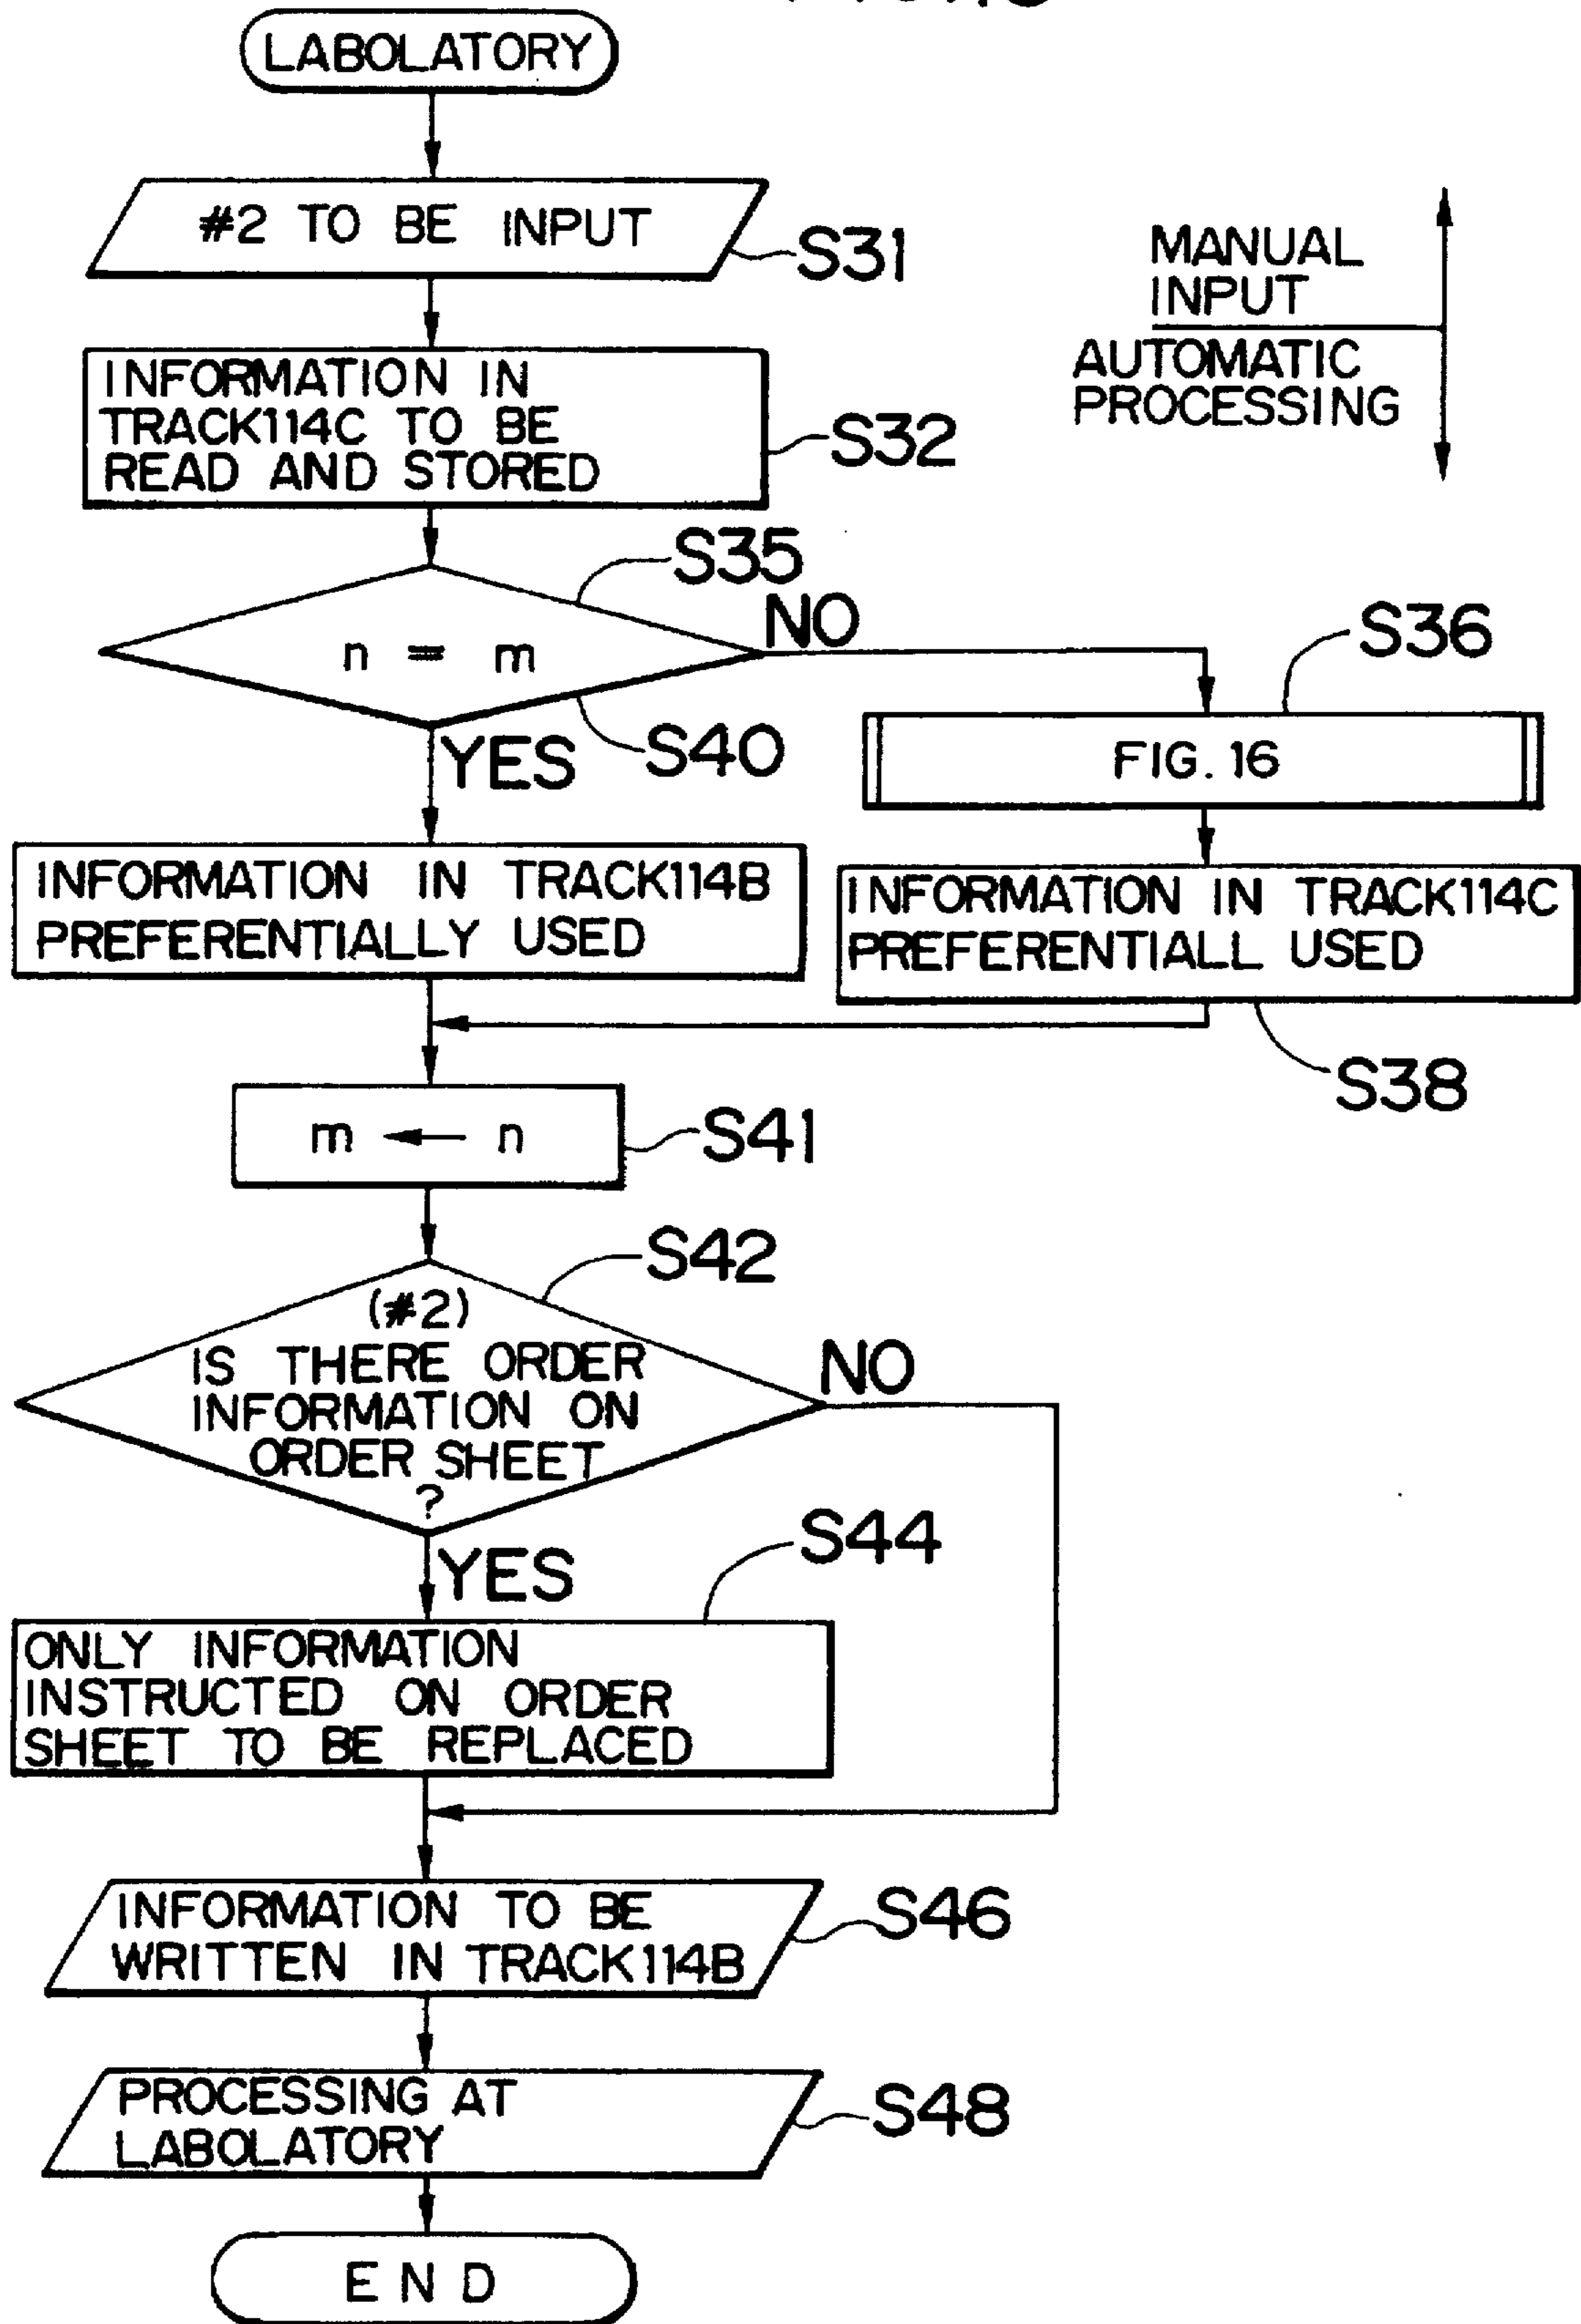 LABOLATORY
#2 TO BE INPUT
S31
MANUAL
INPUT
AUTOMATIC
PROCESSING
INFORMATION IN
TRACK114C TO BE
READ AND STORED
S32
S35
n = m
NO
S36
S40
YES
FIG. 16
INFORMATION IN TRACK114B
PREFERENTIALLY USED
INFORMATION IN TRACK114C
PREFERENTIALL USED
S38
m ← n
S41
S42
(#2)
IS THERE ORDER
INFORMATION ON
ORDER SHEET
?
NO
YES
S44
ONLY INFORMATION
INSTRUCTED ON ORDER
SHEET TO BE REPLACED
INFORMATION TO BE
WRITTEN IN TRACK114B
S46
PROCESSING AT
LABOLATORY
S48
END